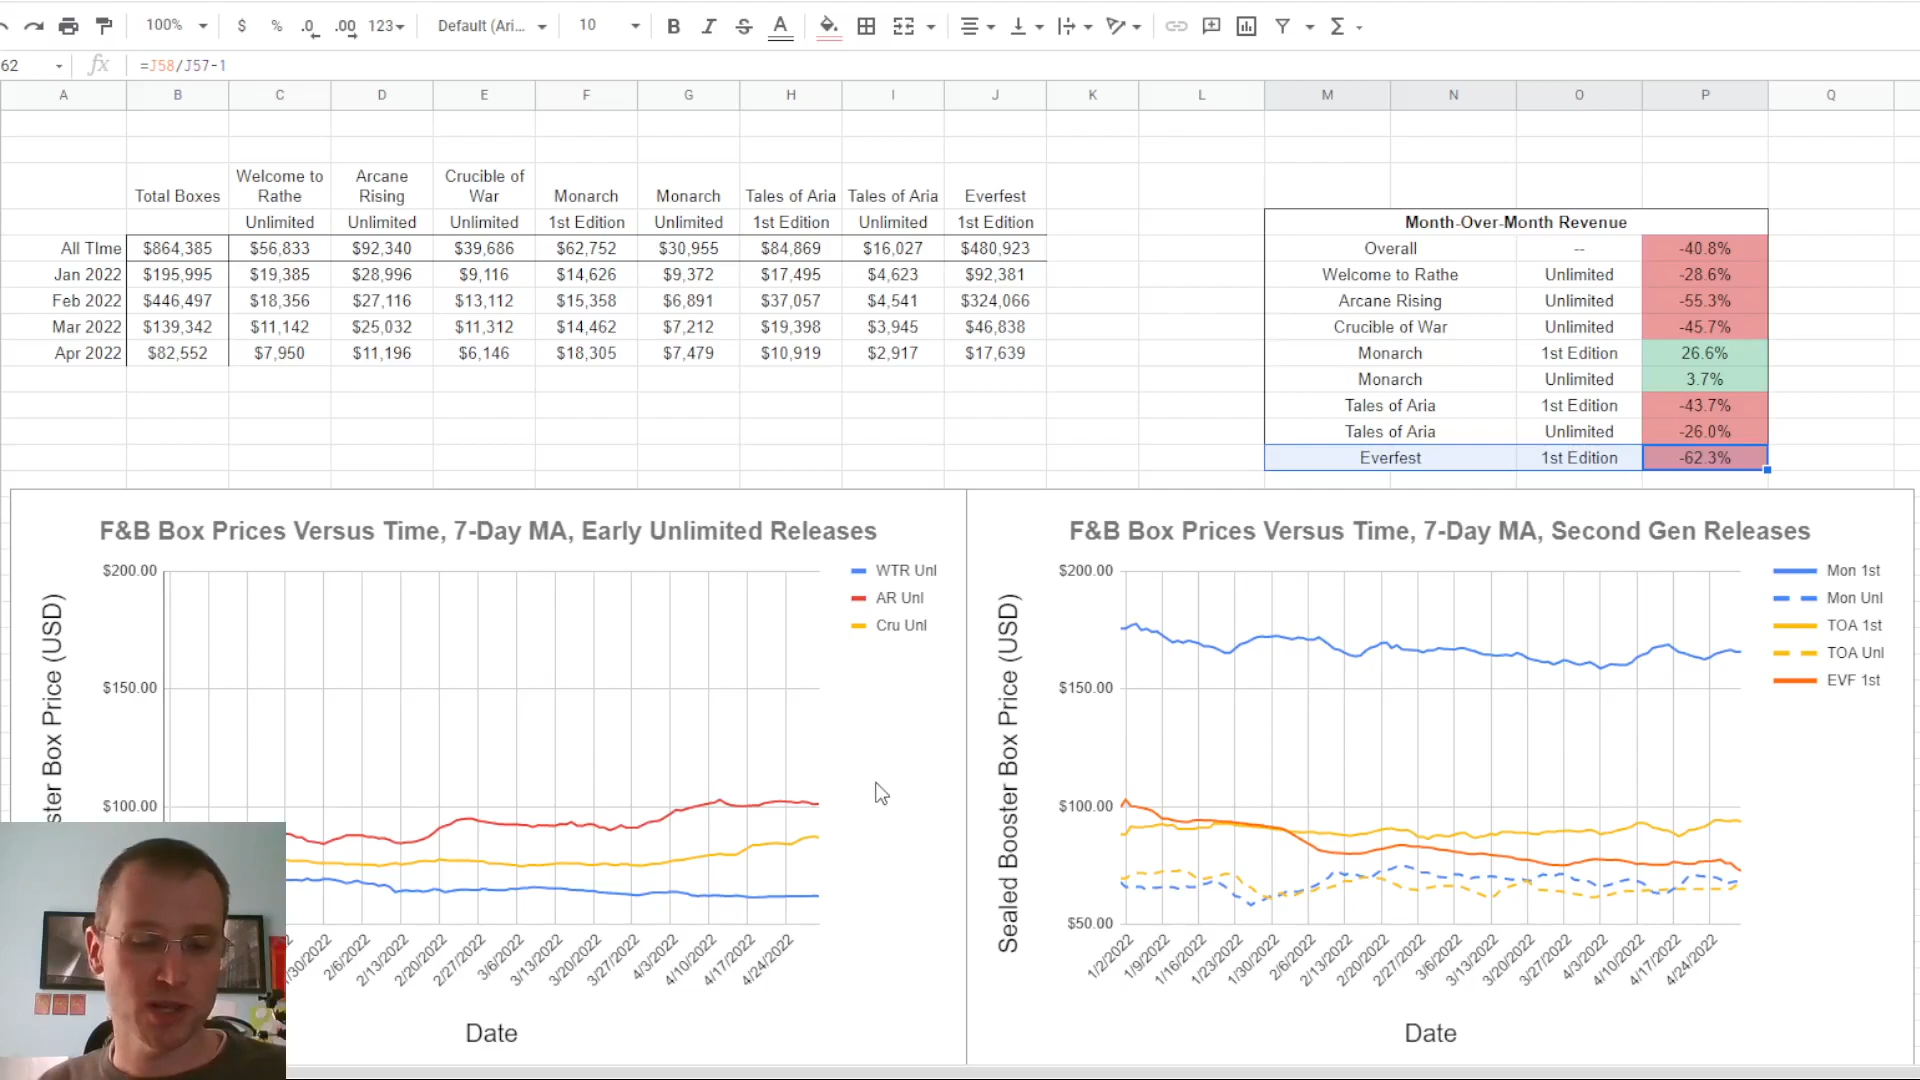 100% $ % .0 .00 123 Default (Ari... 10 B I S A
62 fx =J58/J57-1
A B C D E F G H I J K L M N O P Q
Total Boxes Welcome to Rathe Arcane Rising Crucible of War Monarch Monarch Tales of Aria Tales of Aria Everfest
Unlimited Unlimited Unlimited 1st Edition Unlimited 1st Edition Unlimited 1st Edition
All TIme $864,385 $56,833 $92,340 $39,686 $62,752 $30,955 $84,869 $16,027 $480,923
Jan 2022 $195,995 $19,385 $28,996 $9,116 $14,626 $9,372 $17,495 $4,623 $92,381
Feb 2022 $446,497 $18,356 $27,116 $13,112 $15,358 $6,891 $37,057 $4,541 $324,066
Mar 2022 $139,342 $11,142 $25,032 $11,312 $14,462 $7,212 $19,398 $3,945 $46,838
Apr 2022 $82,552 $7,950 $11,196 $6,146 $18,305 $7,479 $10,919 $2,917 $17,639
Month-Over-Month Revenue
Overall -- -40.8%
Welcome to Rathe Unlimited -28.6%
Arcane Rising Unlimited -55.3%
Crucible of War Unlimited -45.7%
Monarch 1st Edition 26.6%
Monarch Unlimited 3.7%
Tales of Aria 1st Edition -43.7%
Tales of Aria Unlimited -26.0%
Everfest 1st Edition -62.3%
F&B Box Prices Versus Time, 7-Day MA, Early Unlimited Releases
$200.00
$150.00
$100.00
ster Box Price (USD)
WTR Unl
AR Unl
Cru Unl
/30/2022 2/6/2022 2/13/2022 2/20/2022 2/27/2022 3/6/2022 3/13/2022 3/20/2022 3/27/2022 4/3/2022 4/10/2022 4/17/2022 4/24/2022
Date
F&B Box Prices Versus Time, 7-Day MA, Second Gen Releases
$200.00
$150.00
$100.00
$50.00
Sealed Booster Box Price (USD)
Mon 1st
Mon Unl
TOA 1st
TOA Unl
EVF 1st
1/2/2022 1/9/2022 1/16/2022 1/23/2022 1/30/2022 2/6/2022 2/13/2022 2/20/2022 2/27/2022 3/6/2022 3/13/2022 3/20/2022 3/27/2022 4/3/2022 4/10/2022 4/17/2022 4/24/2022
Date